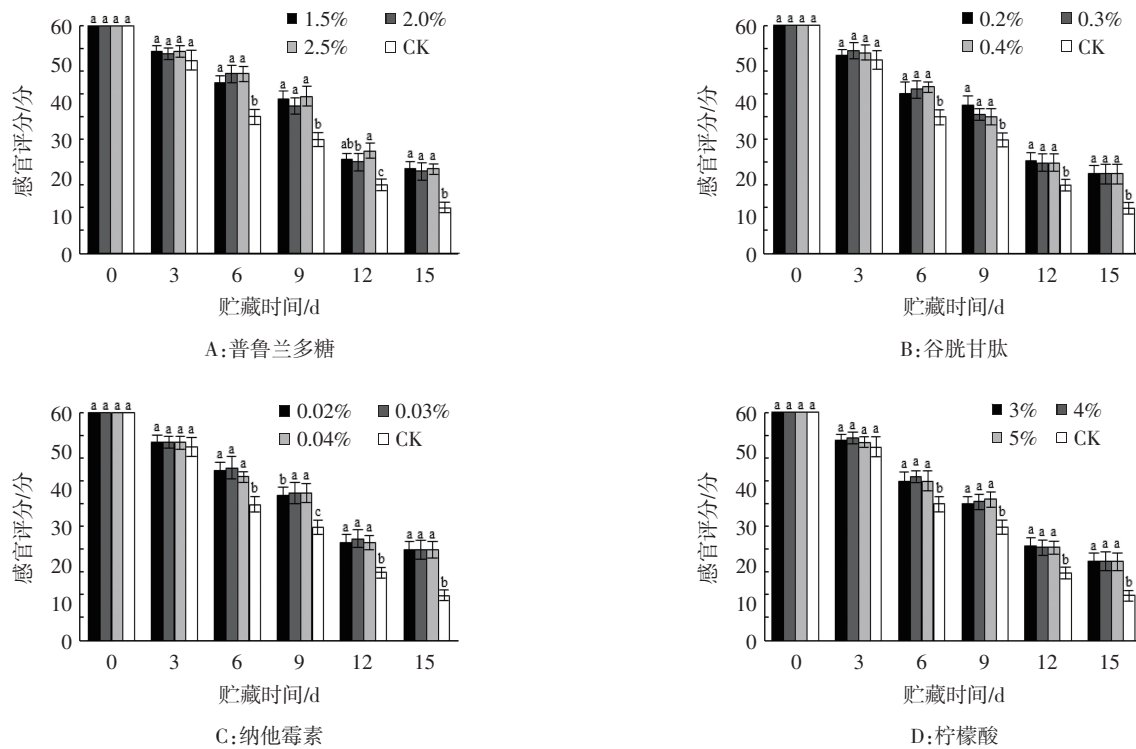 1.5% 2.0%
2.5% CK
感官评分/分
60
50
40
30
20
10
0
a a a a
a a a a
a a a b
a a a b
ab b a c
a a a b
0 3 6 9 12 15
贮藏时间/d
A:普鲁兰多糖
0.2% 0.3%
0.4% CK
感官评分/分
60
50
40
30
20
10
0
a a a a
a a a a
a a a b
a a a b
a a a b
a a a b
0 3 6 9 12 15
贮藏时间/d
B:谷胱甘肽
0.02% 0.03%
0.04% CK
感官评分/分
60
50
40
30
20
10
0
a a a a
a a a a
a a a b
b a a c
a a a b
a a a b
0 3 6 9 12 15
贮藏时间/d
C:纳他霉素
3% 4%
5% CK
感官评分/分
60
50
40
30
20
10
0
a a a a
a a a a
a a a b
a a a b
a a a b
a a a b
0 3 6 9 12 15
贮藏时间/d
D:柠檬酸